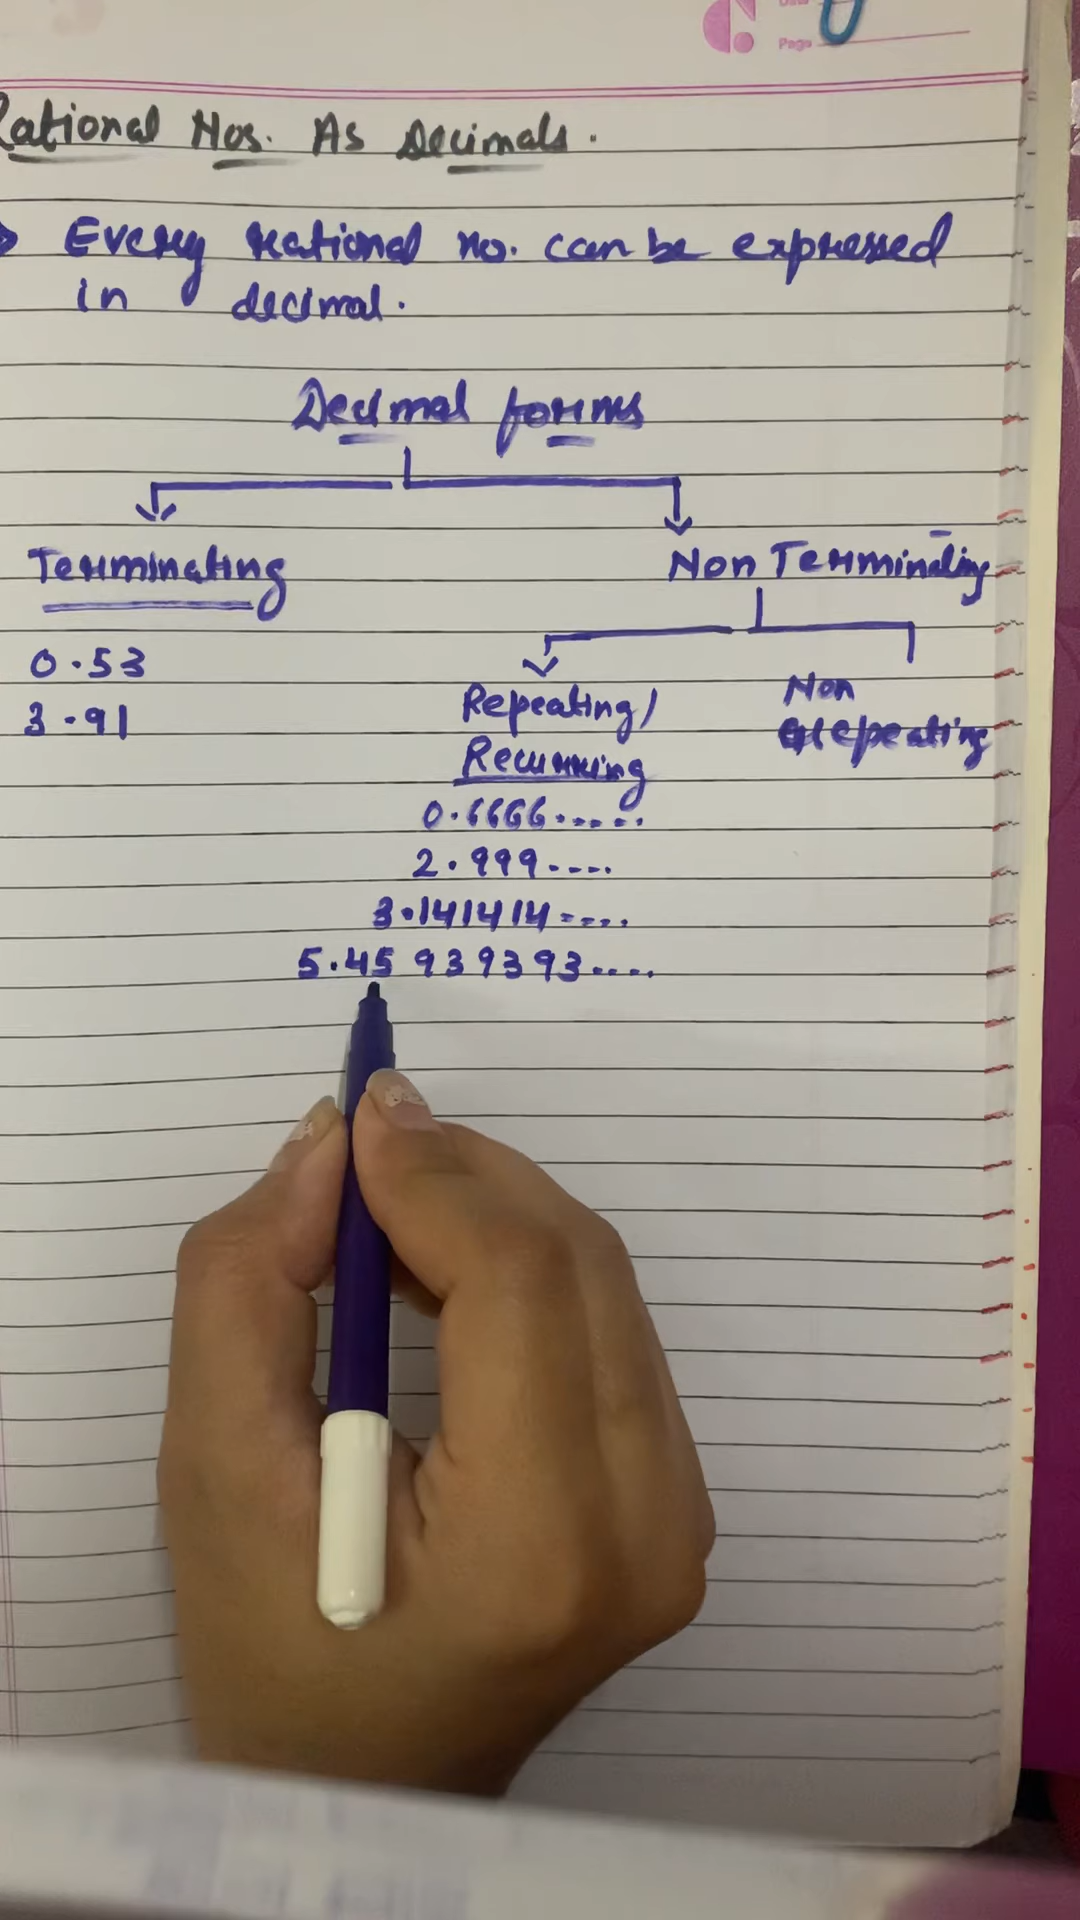 Page
Rational Nos. As Decimals.
Every rational no. can be expressed
in decimal.
Decimal forms
Terminating
Non Terminating
0.53
3.91
Repeating/
Recurring
Non
repeating
0.6666......
2.999....
3.141414....
5.45939393....